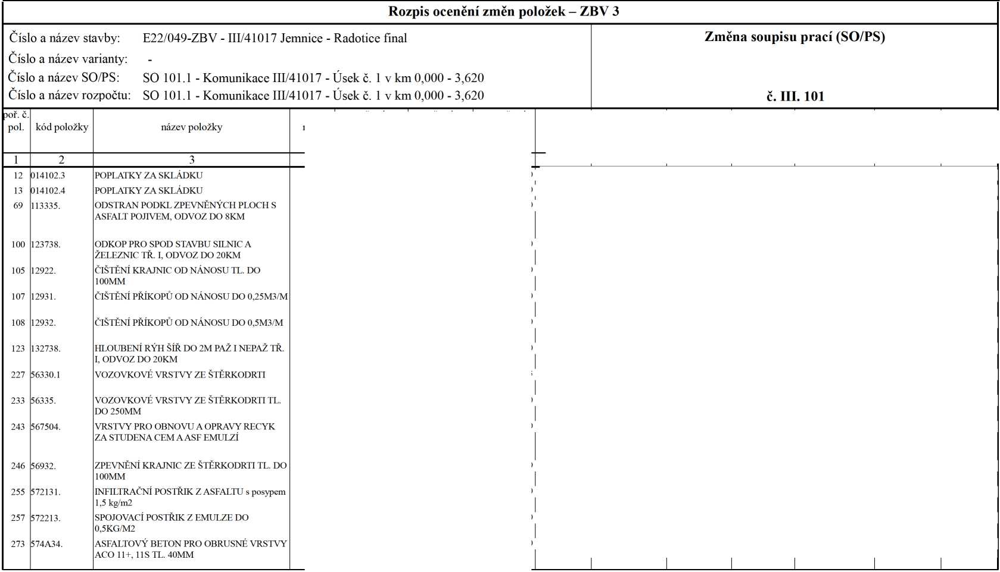 Rozpis ocenění změn položek – ZBV 3
Číslo a název stavby: E22/049-ZBV - III/41017 Jemnice - Radotice final
Změna soupisu prací (SO/PS)
Číslo a název varianty: -
Číslo a název SO/PS: SO 101.1 - Komunikace III/41017 - Úsek č. 1 v km 0,000 - 3,620
Číslo a název rozpočtu: SO 101.1 - Komunikace III/41017 - Úsek č. 1 v km 0,000 - 3,620
č. III. 101
poř. č.
pol. kód položky název položky
1 2 3
12 014102.3 POPLATKY ZA SKLÁDKU
13 014102.4 POPLATKY ZA SKLÁDKU
69 113335. ODSTRAN PODKL ZPEVNĚNÝCH PLOCH S
ASFALT POJIVEM, ODVOZ DO 8KM
100 123738. ODKOP PRO SPOD STAVBU SILNIC A
ŽELEZNIC TŘ. I, ODVOZ DO 20KM
105 12922. ČIŠTĚNÍ KRAJNIC OD NÁNOSU TL. DO
100MM
107 12931. ČIŠTĚNÍ PŘÍKOPŮ OD NÁNOSU DO 0,25M3/M
108 12932. ČIŠTĚNÍ PŘÍKOPŮ OD NÁNOSU DO 0,5M3/M
123 132738. HLOUBENÍ RÝH ŠÍŘ DO 2M PAŽ I NEPAŽ TŘ.
I, ODVOZ DO 20KM
227 56330.1 VOZOVKOVÉ VRSTVY ZE ŠTĚRKODRTI
233 56335. VOZOVKOVÉ VRSTVY ZE ŠTĚRKODRTI TL.
DO 250MM
243 567504. VRSTVY PRO OBNOVU A OPRAVY RECYK
ZA STUDENA CEM A ASF EMULZÍ
246 56932. ZPEVNĚNÍ KRAJNIC ZE ŠTĚRKODRTI TL. DO
100MM
255 572131. INFILTRAČNÍ POSTŘIK Z ASFALTU s posypem
1,5 kg/m2
257 572213. SPOJOVACÍ POSTŘIK Z EMULZE DO
0,5KG/M2
273 574A34. ASFALTOVÝ BETON PRO OBRUSNÉ VRSTVY
ACO 11+, 11S TL. 40MM